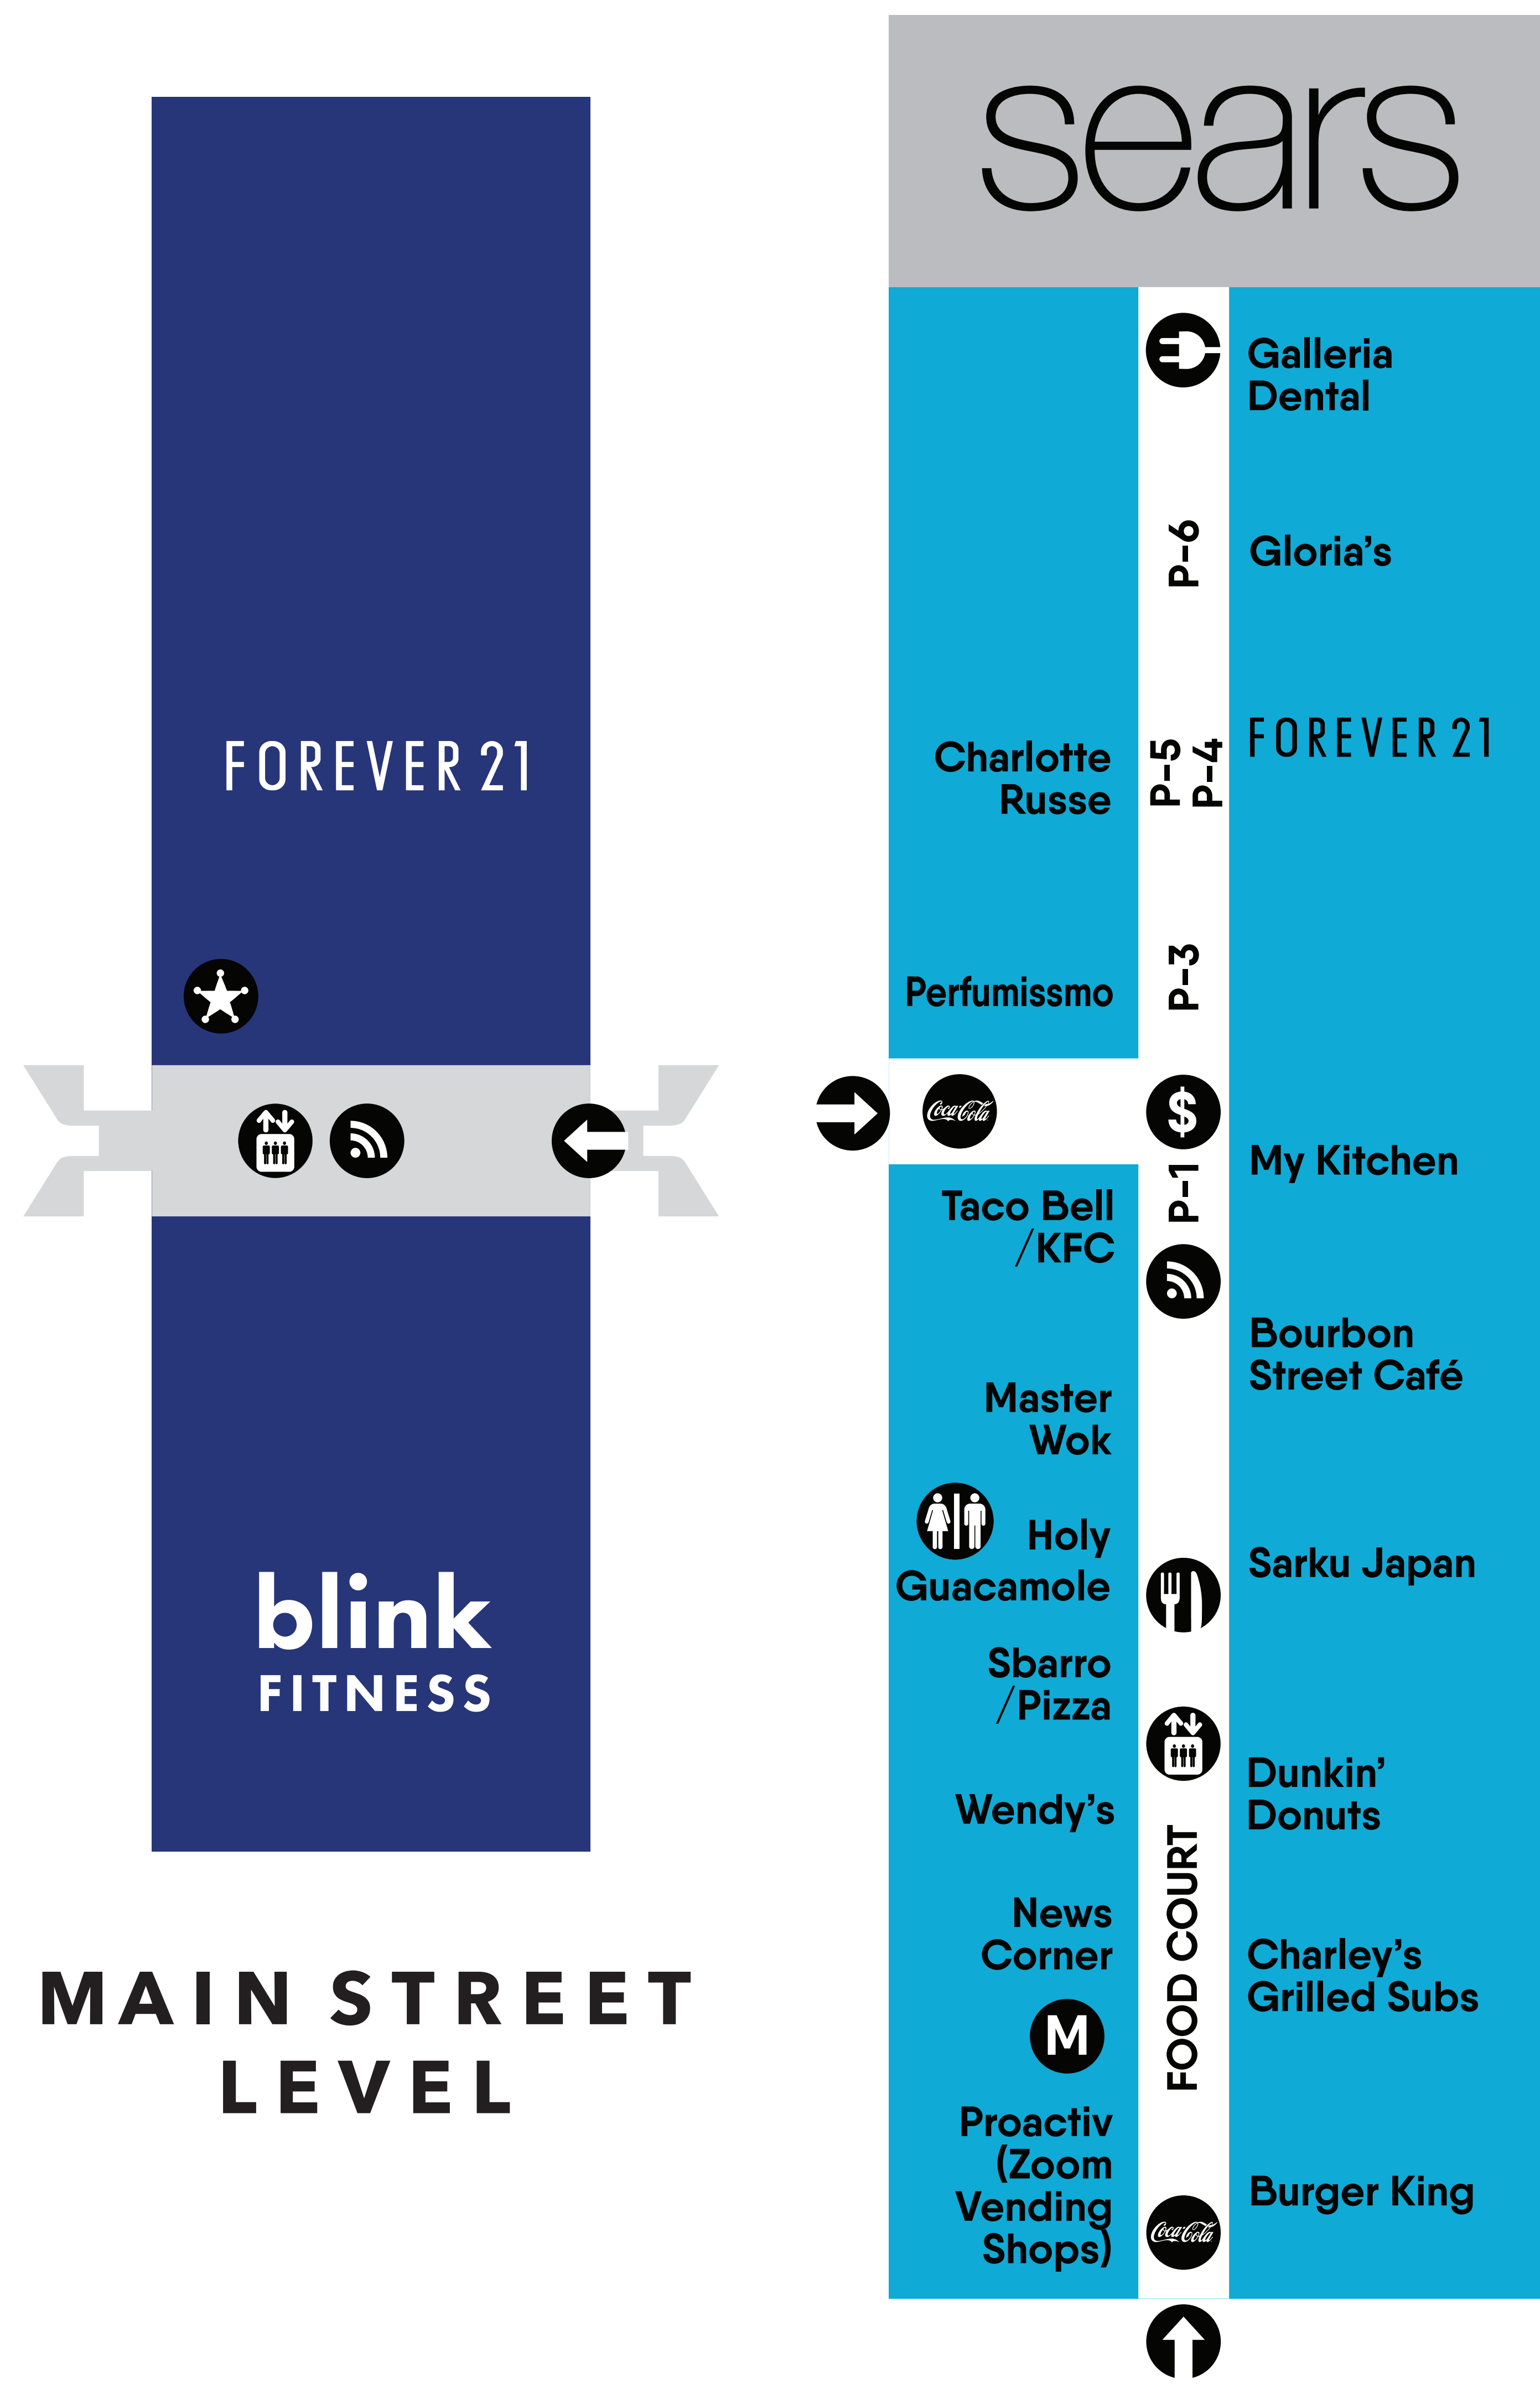 FOREVER 21
blink
FITNESS
MAIN STREET
LEVEL
sears
Galleria
Dental
P-6
Gloria’s
Charlotte
Russe
P-5
P-4
FOREVER 21
Perfumissmo
P-3
Coca-Cola
$
My Kitchen
P-1
Taco Bell
/KFC
Bourbon
Street Café
Master
Wok
Holy
Guacamole
Sarku Japan
Sbarro
/Pizza
Wendy’s
Dunkin’
Donuts
FOOD COURT
News
Corner
Charley’s
Grilled Subs
M
Proactiv
(Zoom
Vending
Shops)
Burger King
Coca-Cola